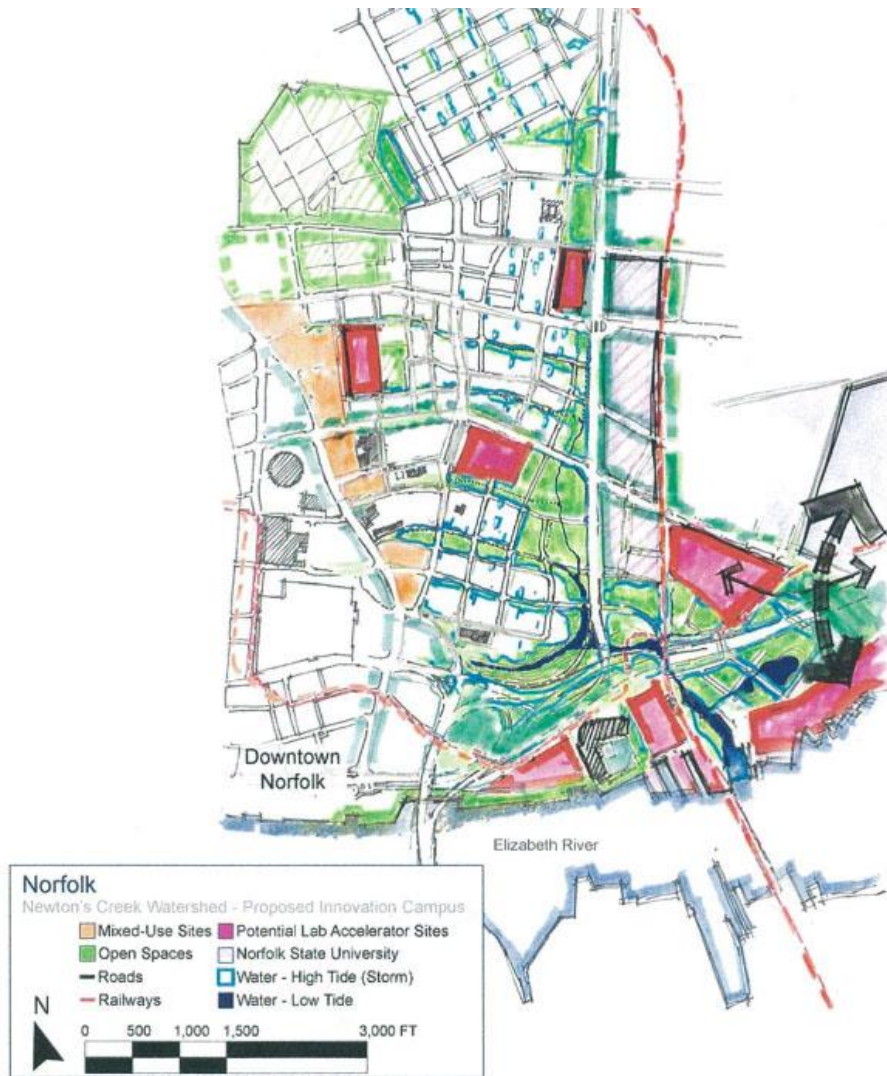 Downtown
Norfolk
Elizabeth River
Norfolk
Newton's Creek Watershed - Proposed Innovation Campus
Mixed-Use Sites
Potential Lab Accelerator Sites
Open Spaces
Norfolk State University
Roads
Water - High Tide (Storm)
Railways
Water - Low Tide
N
0 500 1,000 1,500 3,000 FT